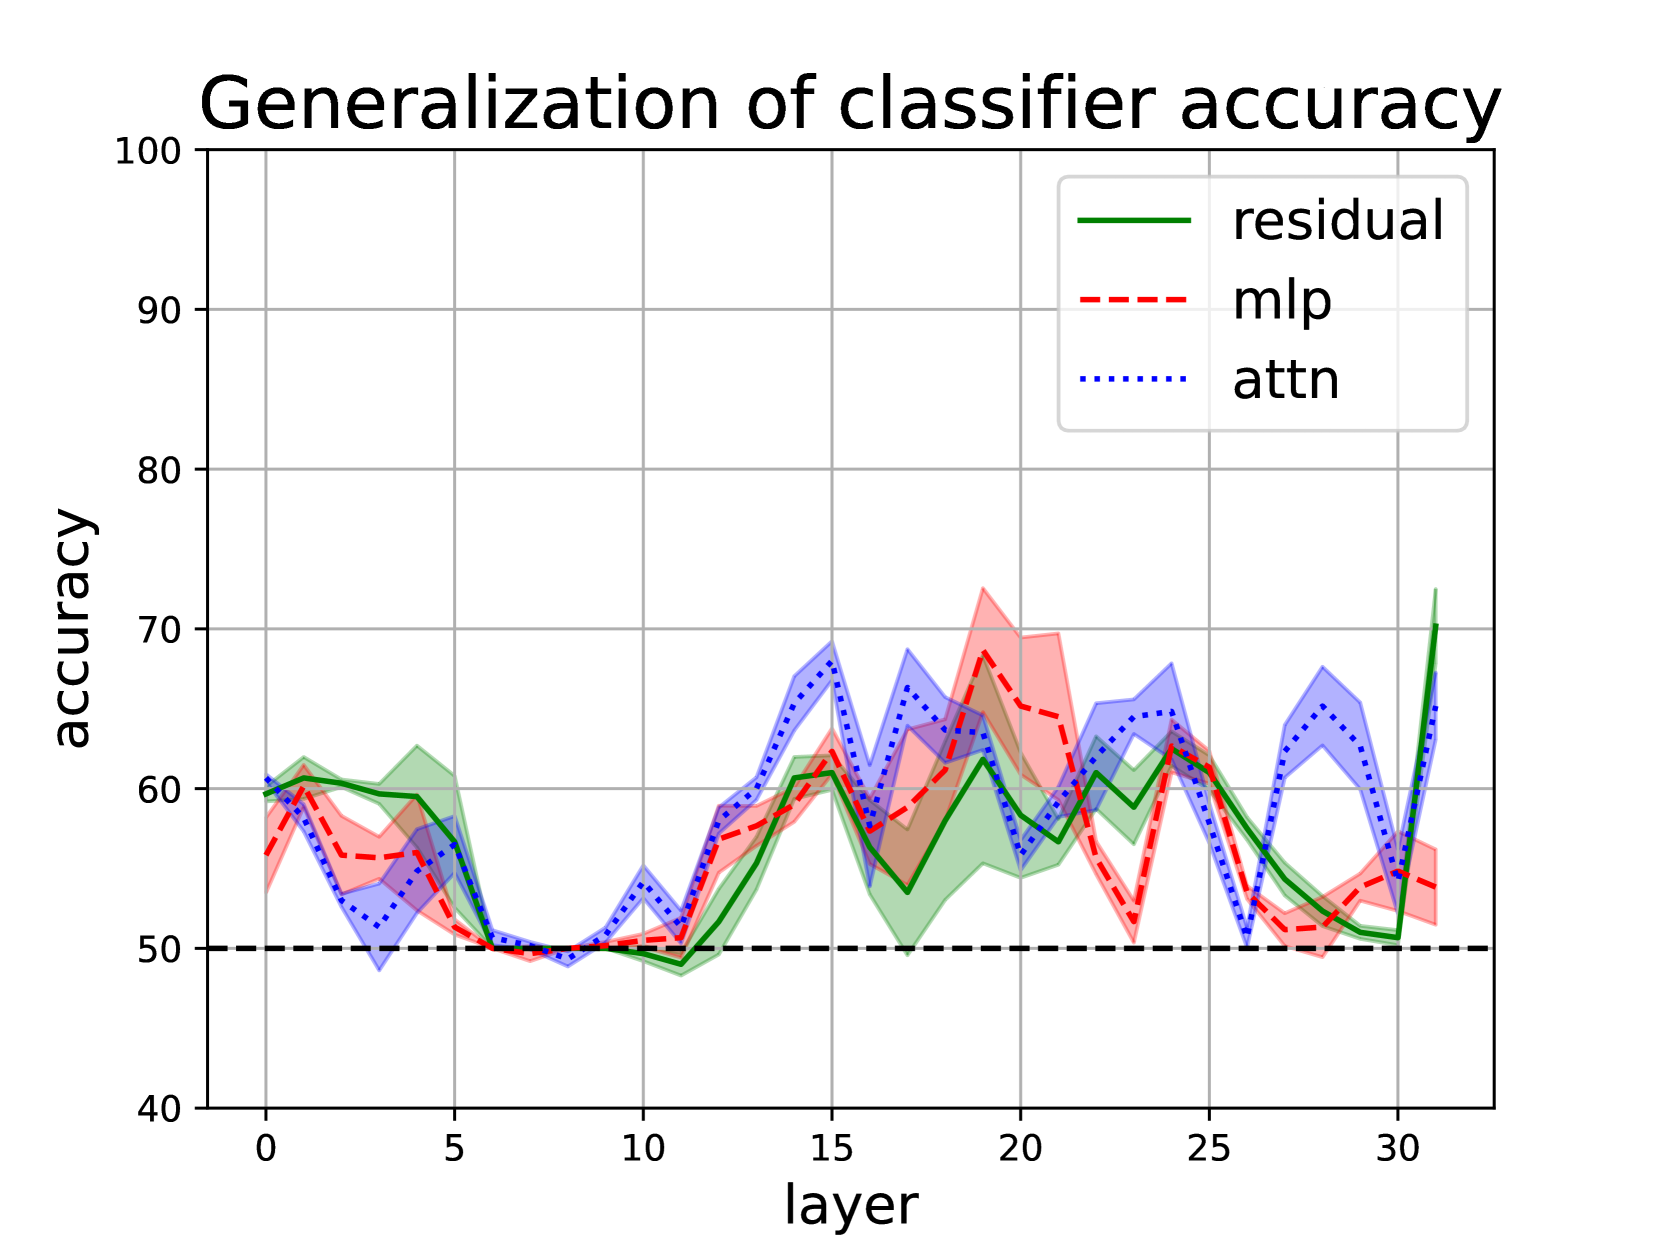 Generalization of classifier accuracy
100
90
80
70
60
50
40
accuracy
residual
mlp
attn
0 5 10 15 20 25 30
layer